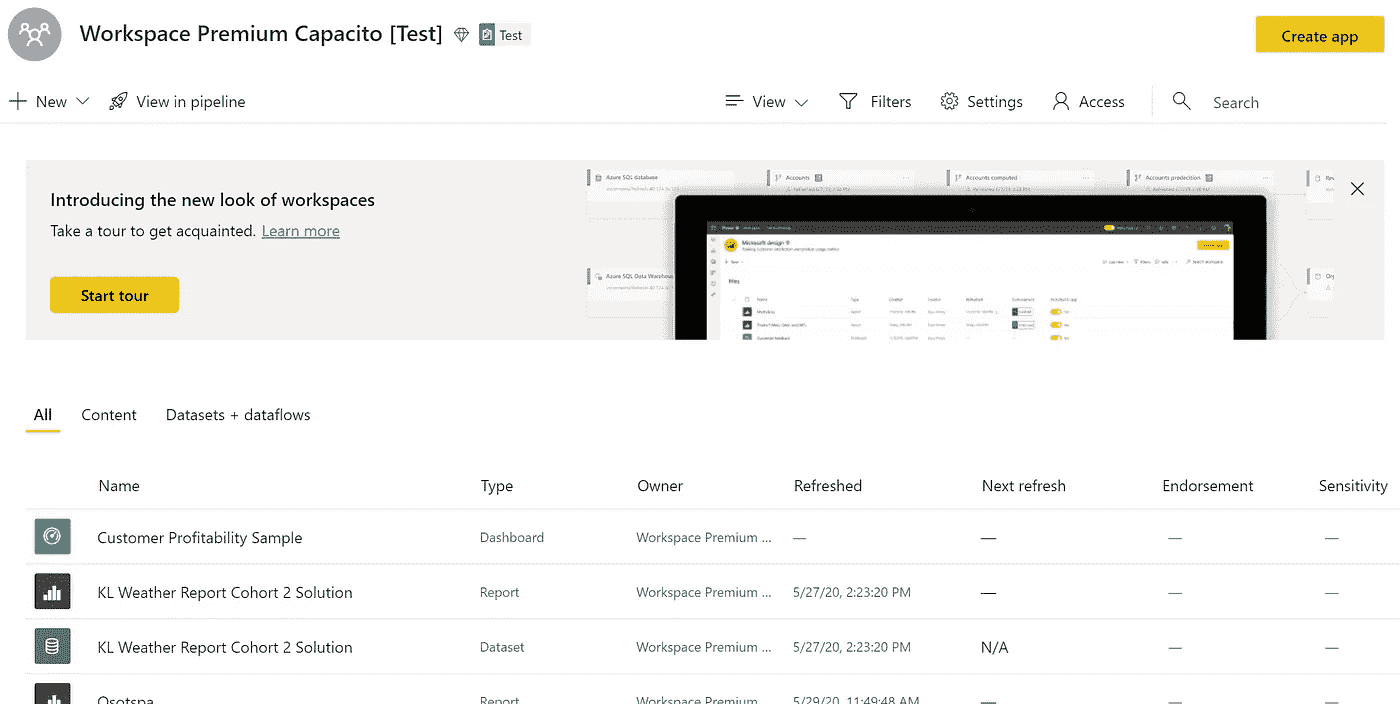 Workspace Premium Capacito [Test] Test Create app
New View in pipeline View Filters Settings Access Search
Introducing the new look of workspaces
Take a tour to get acquainted. Learn more
Start tour
Azure SQL database Accounts Accounts computed Accounts prediction
Azure SQL Data Warehouse
Microsoft design
All Content Datasets + dataflows
Name Type Owner Refreshed Next refresh Endorsement Sensitivity
Customer Profitability Sample Dashboard Workspace Premium ... — — — —
KL Weather Report Cohort 2 Solution Report Workspace Premium ... 5/27/20, 2:23:20 PM — — —
KL Weather Report Cohort 2 Solution Dataset Workspace Premium ... 5/27/20, 2:23:20 PM N/A — —
Osotspa Report Workspace Premium 5/29/20, 11:49:48 AM — — —